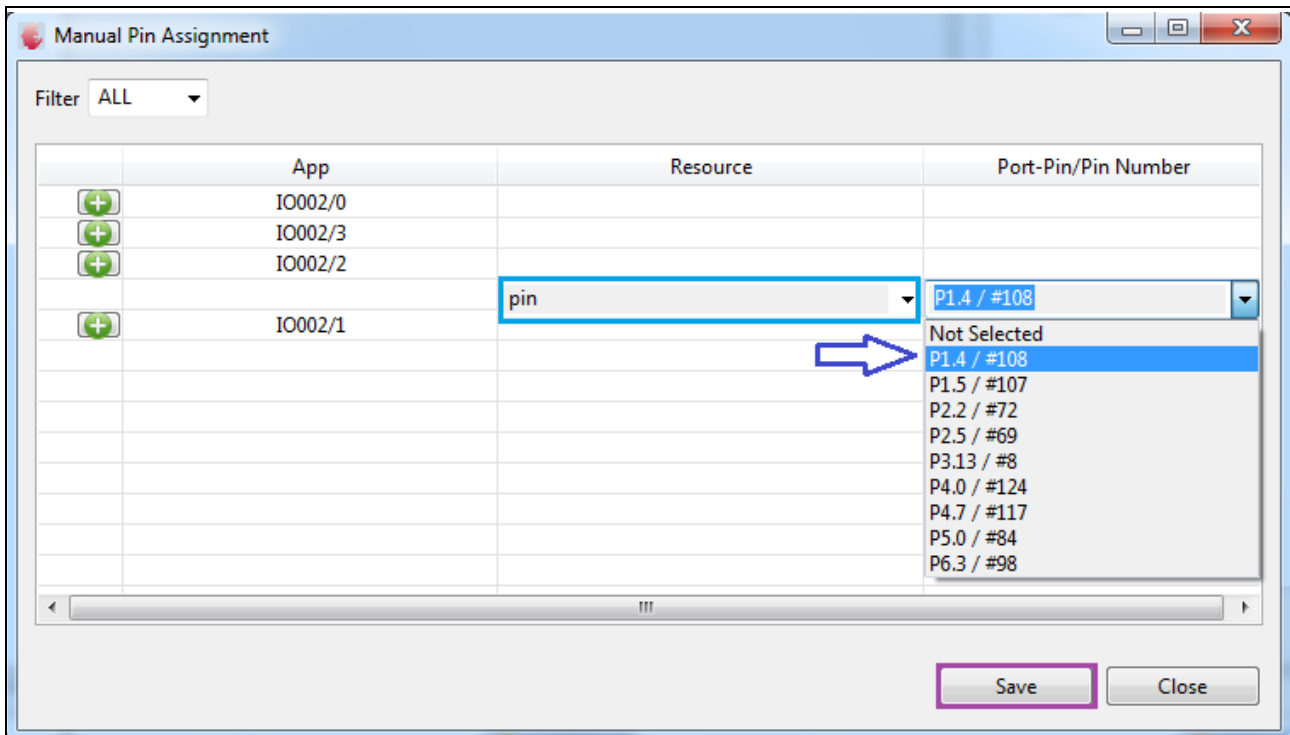 Manual Pin Assignment
Filter ALL
App Resource Port-Pin/Pin Number
IO002/0
IO002/3
IO002/2
pin P1.4 / #108
IO002/1
Not Selected
P1.4 / #108
P1.5 / #107
P2.2 / #72
P2.5 / #69
P3.13 / #8
P4.0 / #124
P4.7 / #117
P5.0 / #84
P6.3 / #98
Save Close